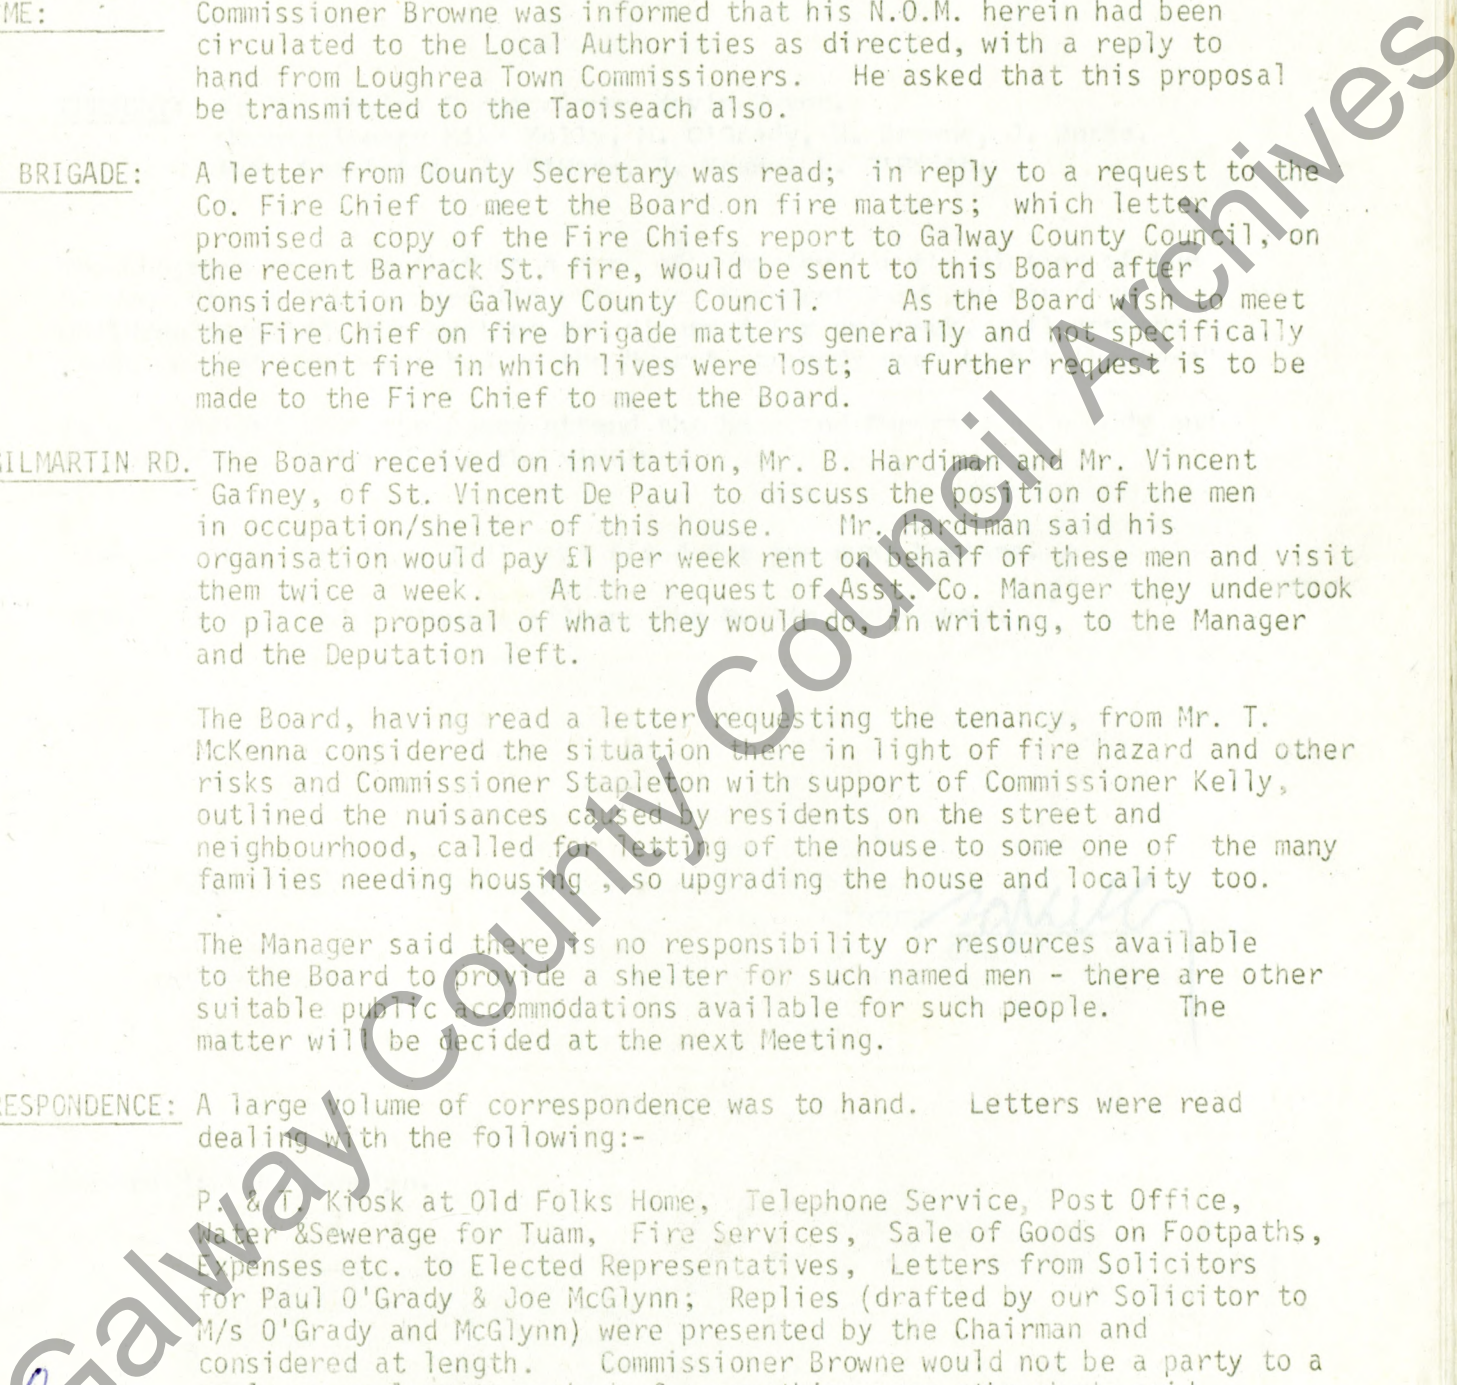 ME: Commissioner Browne was informed that his N.O.M. herein had been
circulated to the Local Authorities as directed, with a reply to
hand from Loughrea Town Commissioners. He asked that this proposal
be transmitted to the Taoiseach also.
BRIGADE: A letter from County Secretary was read; in reply to a request to the
Co. Fire Chief to meet the Board on fire matters; which letter
promised a copy of the Fire Chiefs report to Galway County Council, on
the recent Barrack St. fire, would be sent to this Board after
consideration by Galway County Council. As the Board wish to meet
the Fire Chief on fire brigade matters generally and not specifically
the recent fire in which lives were lost; a further request is to be
made to the Fire Chief to meet the Board.
GILMARTIN RD. The Board received on invitation, Mr. B. Hardiman and Mr. Vincent
Gafney, of St. Vincent De Paul to discuss the position of the men
in occupation/shelter of this house. Mr. Hardiman said his
organisation would pay £1 per week rent on behalf of these men and visit
them twice a week. At the request of Asst. Co. Manager they undertook
to place a proposal of what they would do, in writing, to the Manager
and the Deputation left.
The Board, having read a letter requesting the tenancy, from Mr. T.
McKenna considered the situation there in light of fire hazard and other
risks and Commissioner Stapleton with support of Commissioner Kelly,
outlined the nuisances caused by residents on the street and
neighbourhood, called for letting of the house to some one of the many
families needing housing , so upgrading the house and locality too.
The Manager said there is no responsibility or resources available
to the Board to provide a shelter for such named men - there are other
suitable public accommodations available for such people. The
matter will be decided at the next Meeting.
RESPONDENCE: A large volume of correspondence was to hand. Letters were read
dealing with the following:-
P. & T. Kiosk at Old Folks Home, Telephone Service, Post Office,
Water &Sewerage for Tuam, Fire Services, Sale of Goods on Footpaths,
Expenses etc. to Elected Representatives, Letters from Solicitors
for Paul O'Grady & Joe McGlynn; Replies (drafted by our Solicitor to
M/s O'Grady and McGlynn) were presented by the Chairman and
considered at length. Commissioner Browne would not be a party to a
Galway County Council Archives